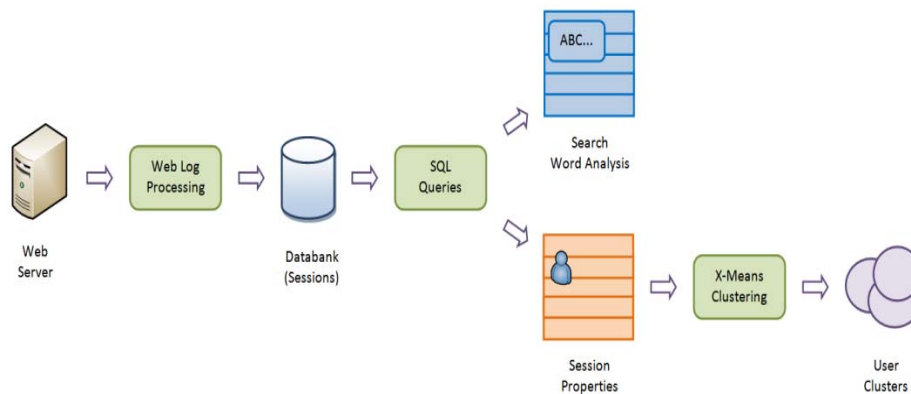 Web
Server
Web Log
Processing
Databank
(Sessions)
SQL
Queries
ABC...
Search
Word Analysis
Session
Properties
X-Means
Clustering
User
Clusters